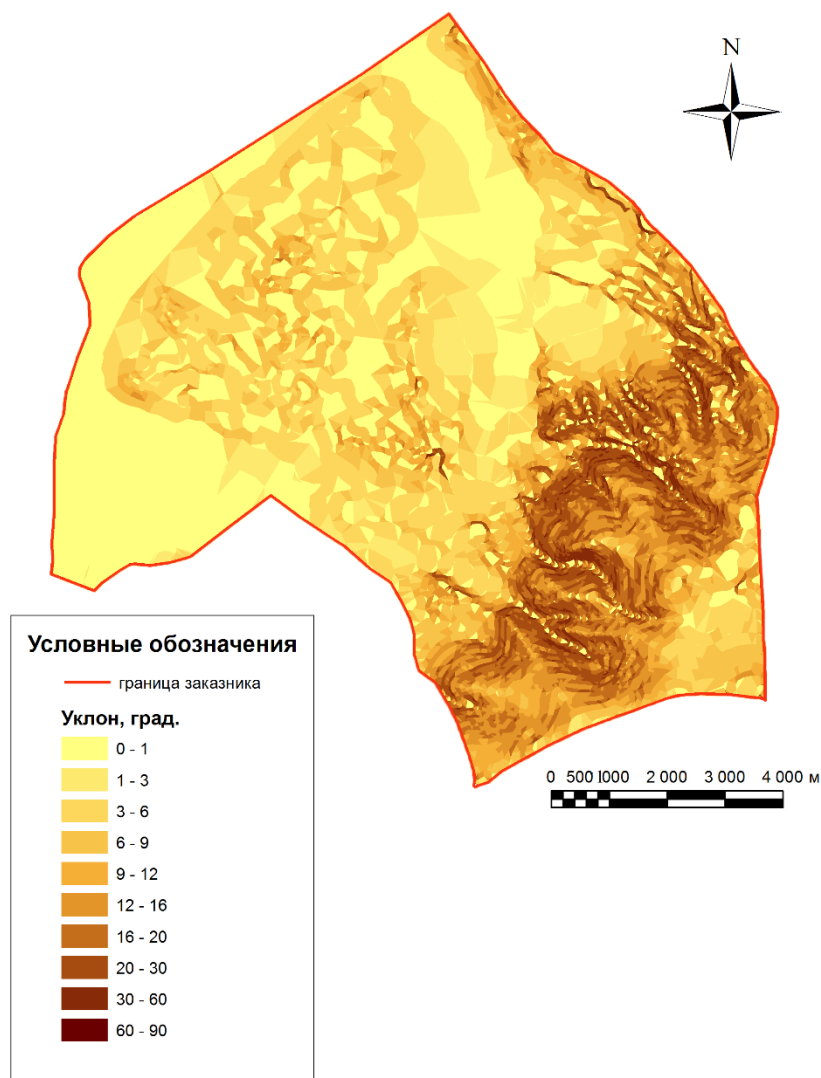 N
Условные обозначения
граница заказника
Уклон, град.
0 - 1
1 - 3
3 - 6
6 - 9
9 - 12
12 - 16
16 - 20
20 - 30
30 - 60
60 - 90
0 500 1000 2 000 3 000 4 000 м